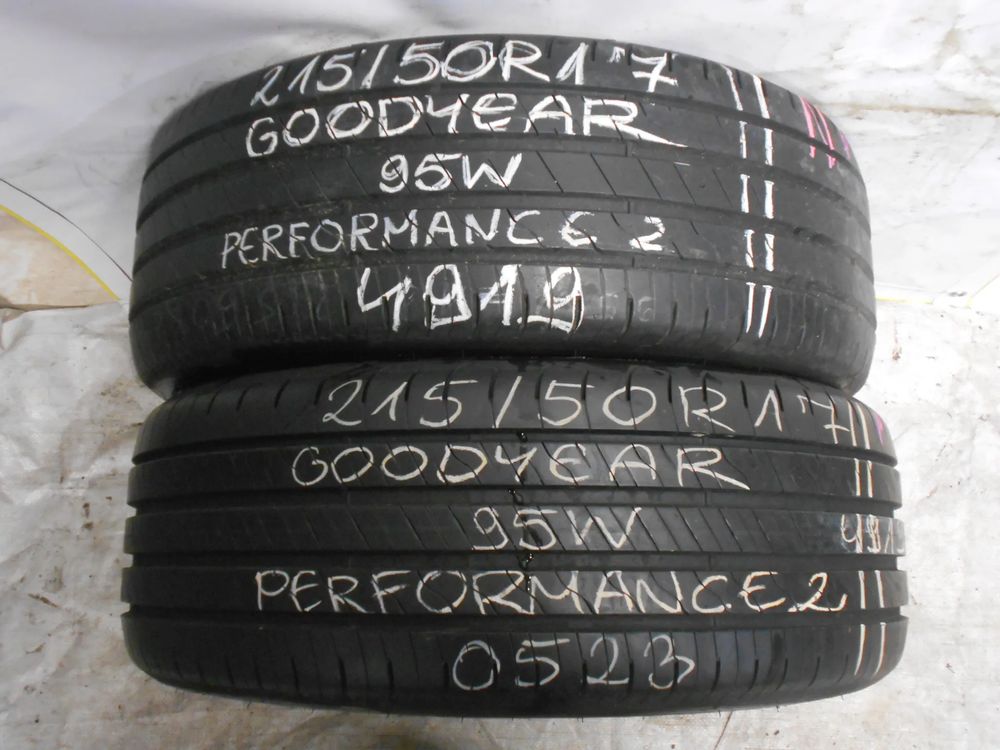 215/50R17
GOODYEAR
95W
PERFORMANCE 2
4919
215/50R17
GOODYEAR
95W
PERFORMANCE 2
0523